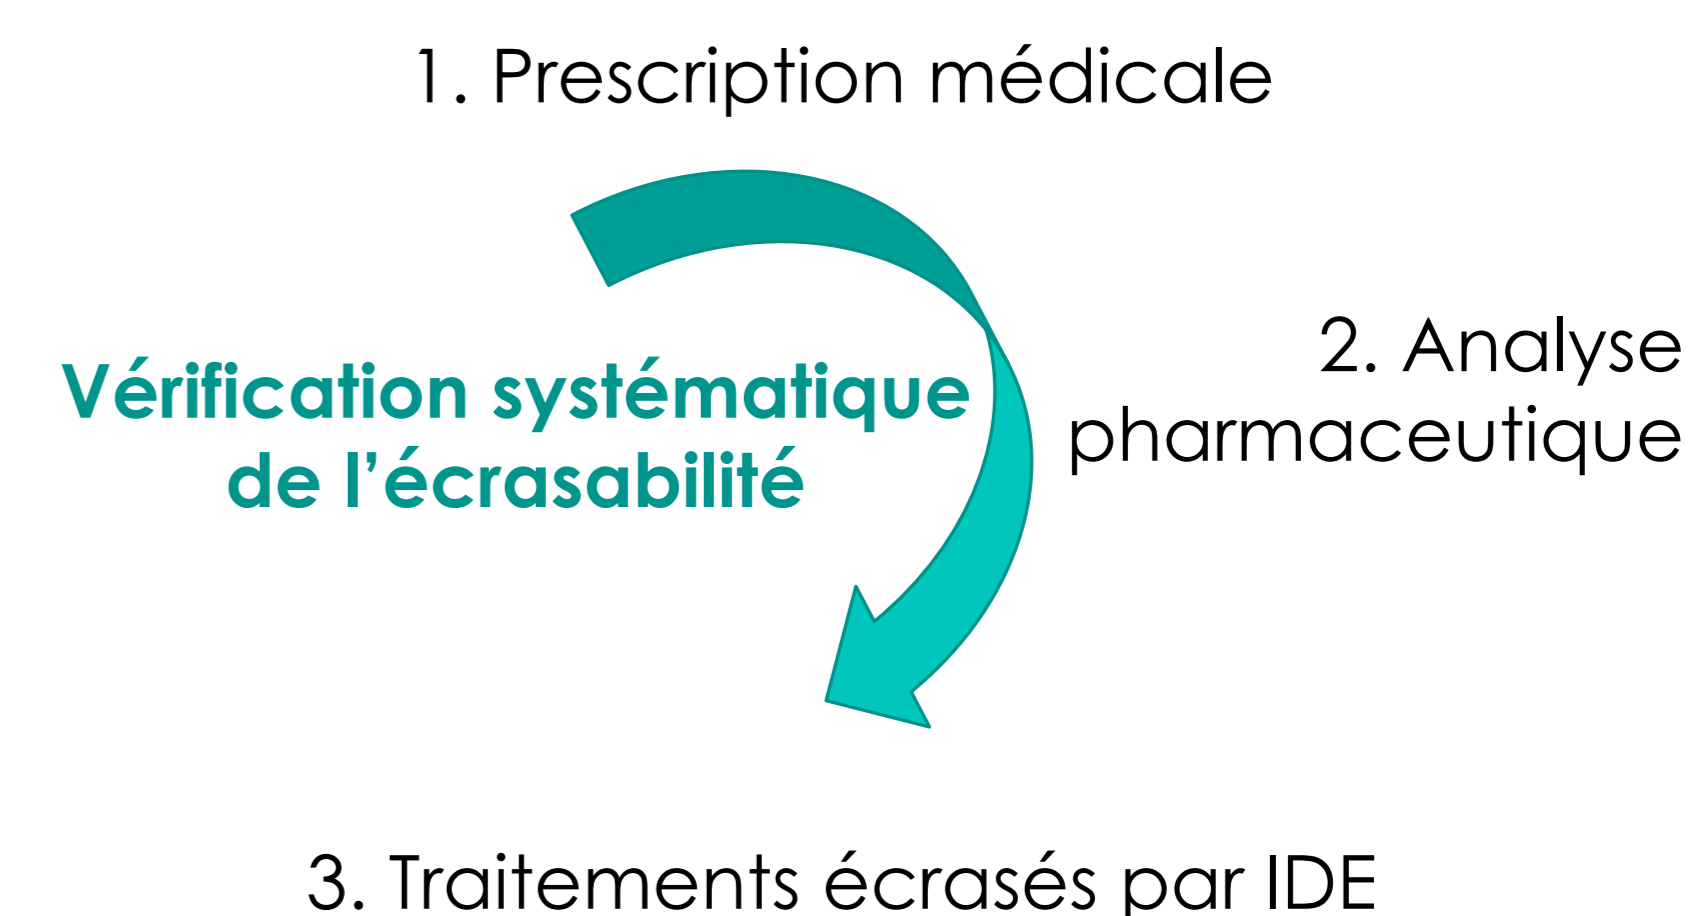 1. Prescription médicale
Vérification systématique
de l’écrasabilité
2. Analyse
pharmaceutique
3. Traitements écrasés par IDE